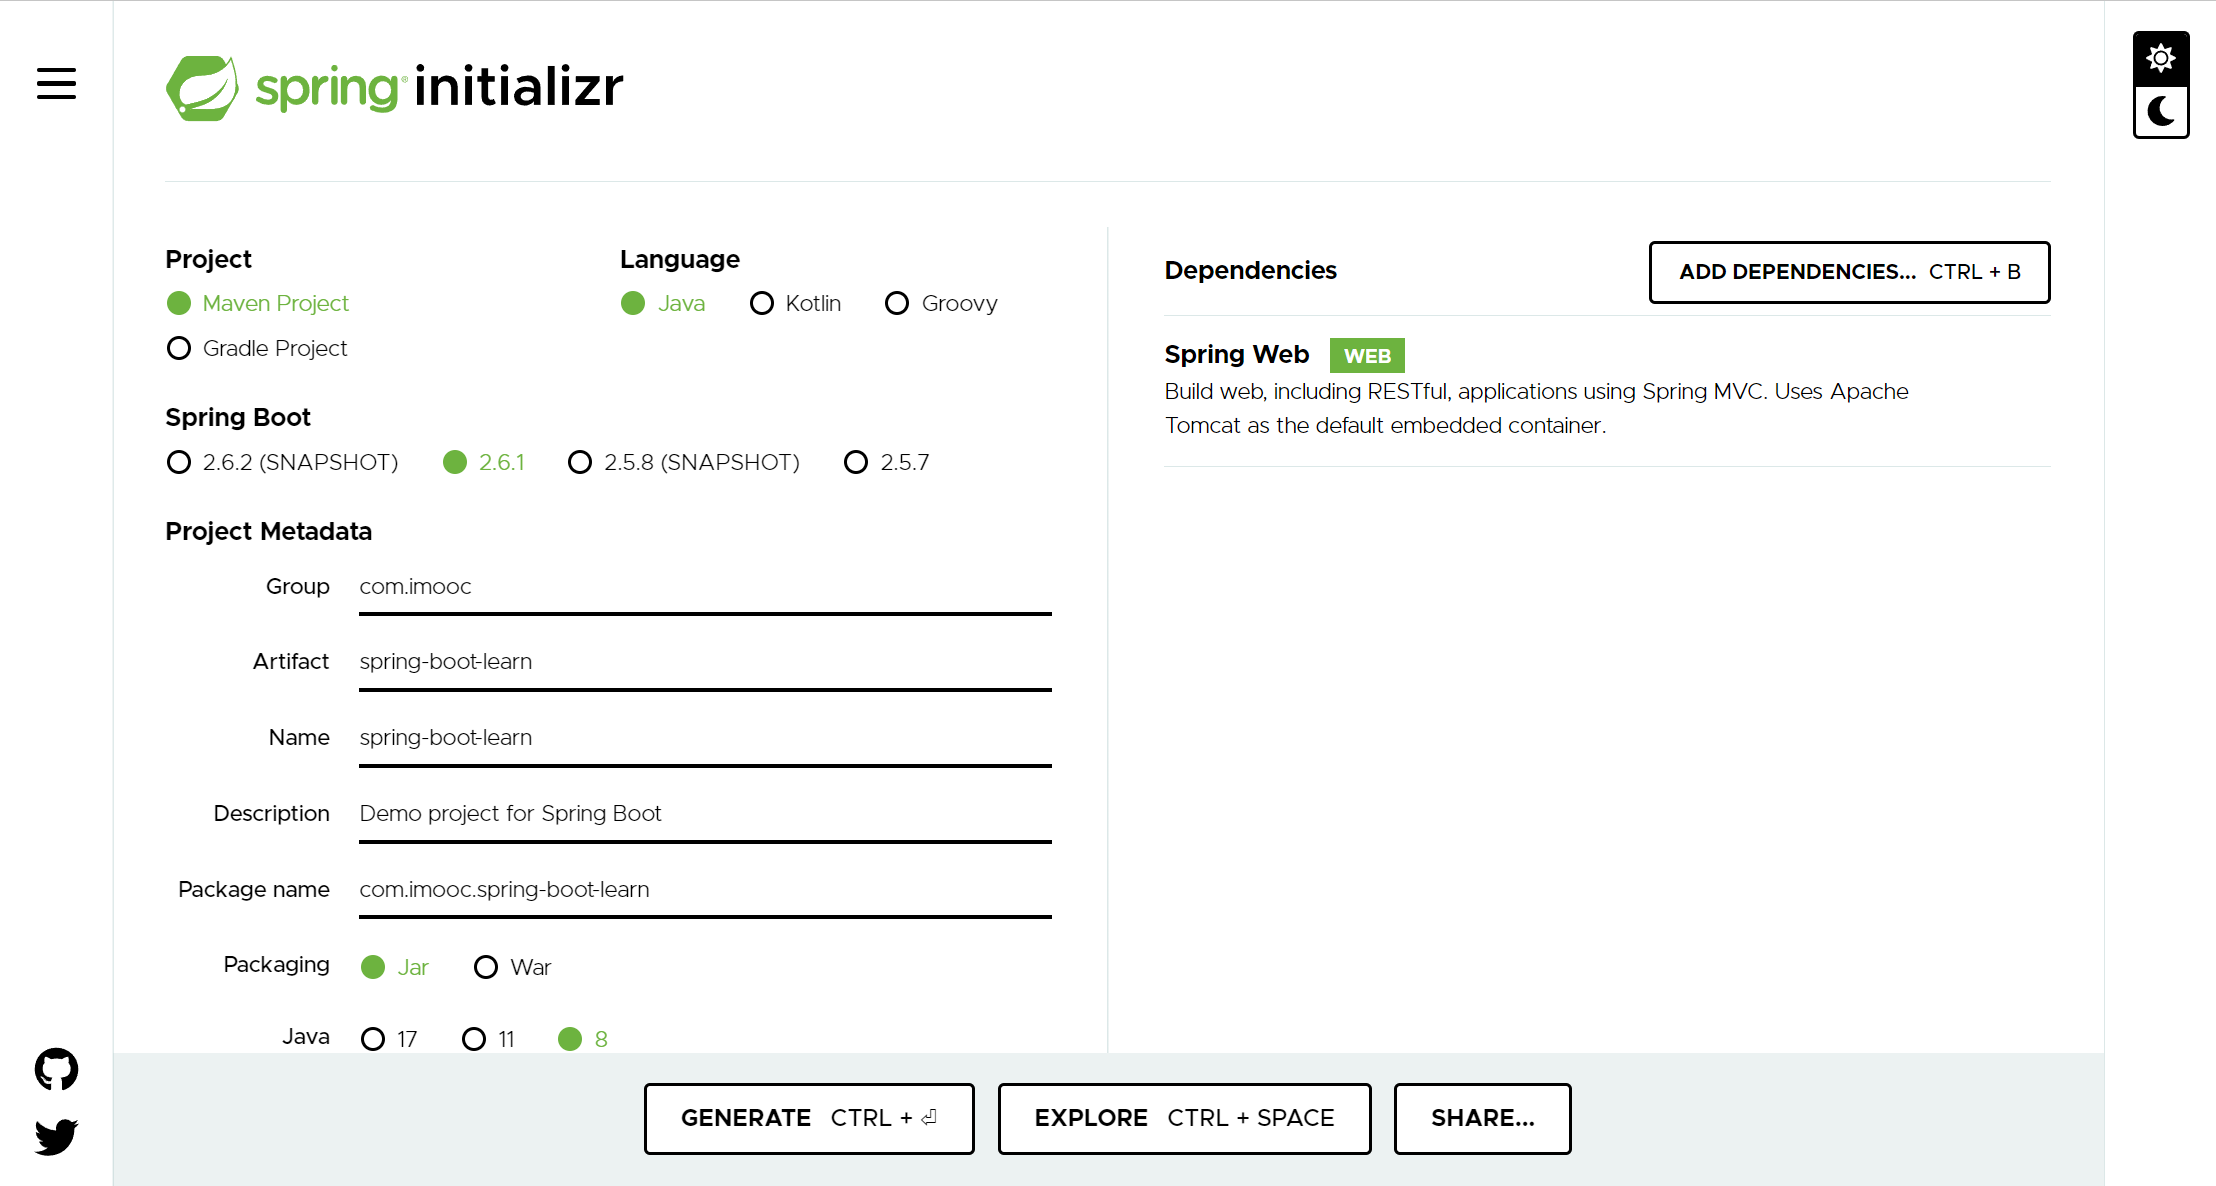 spring initializr
Project
Maven Project
Gradle Project
Language
Java Kotlin Groovy
Spring Boot
2.6.2 (SNAPSHOT) 2.6.1 2.5.8 (SNAPSHOT) 2.5.7
Project Metadata
Group com.imooc
Artifact spring-boot-learn
Name spring-boot-learn
Description Demo project for Spring Boot
Package name com.imooc.spring-boot-learn
Packaging Jar War
Java 17 11 8
Dependencies
ADD DEPENDENCIES... CTRL + B
Spring Web WEB
Build web, including RESTful, applications using Spring MVC. Uses Apache
Tomcat as the default embedded container.
GENERATE CTRL + ⏎
EXPLORE CTRL + SPACE
SHARE...